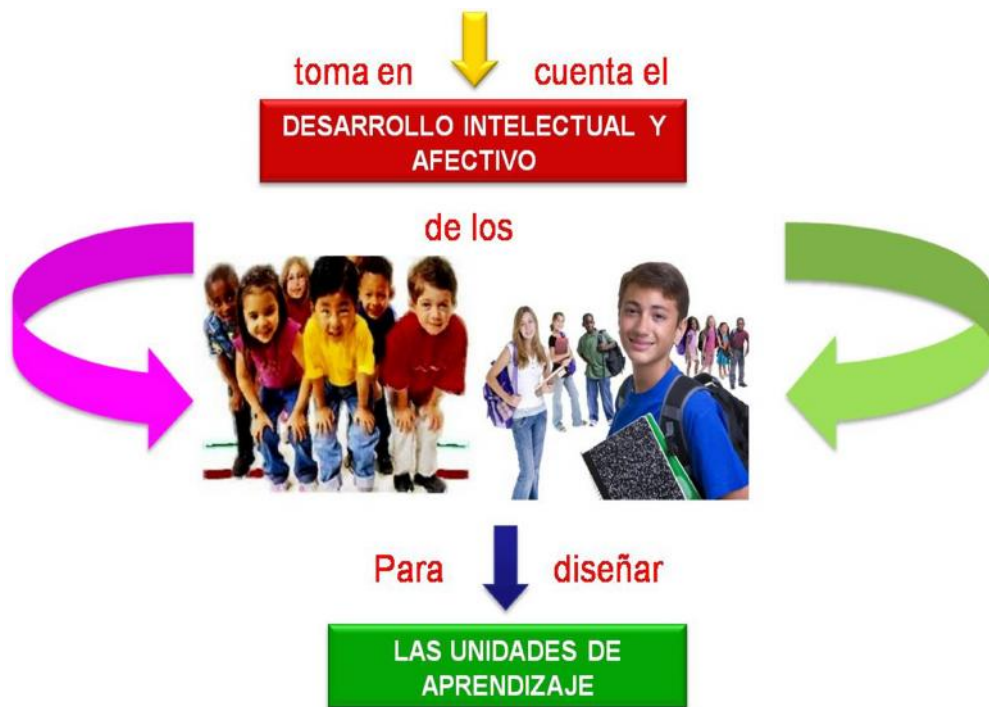 toma en cuenta el
DESARROLLO INTELECTUAL Y
AFECTIVO
de los
Para diseñar
LAS UNIDADES DE
APRENDIZAJE